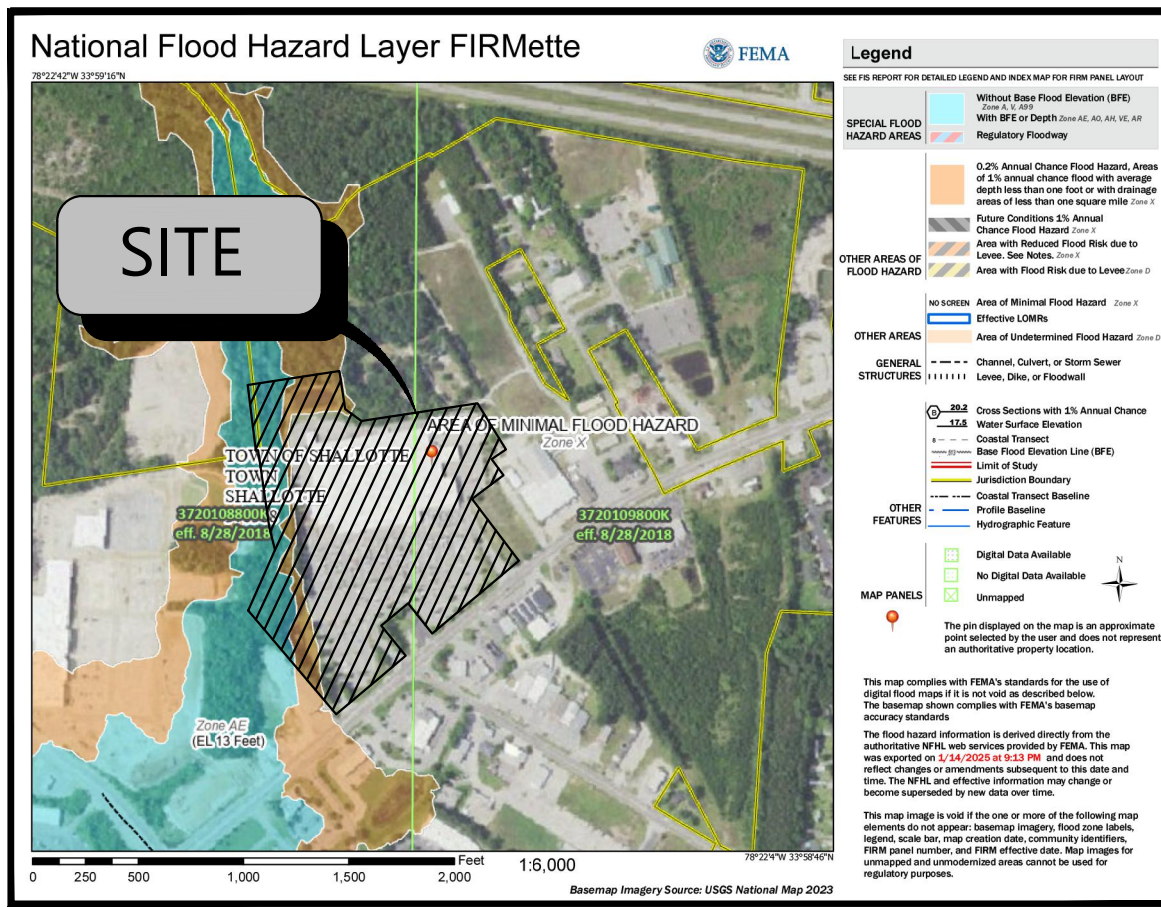 National Flood Hazard Layer FIRMette
FEMA
78°22'42"W 33°59'16"N
SITE
AREA OF MINIMAL FLOOD HAZARD
Zone X
TOWN OF SHALLOTTE
TOWN
SHALLOTTE
3720108800K
eff. 8/28/2018
3720109800K
eff. 8/28/2018
Zone AE
(EL 13 Feet)
78°22'4"W 33°58'46"N
Feet
1:6,000
0 250 500 1,000 1,500 2,000
Basemap Imagery Source: USGS National Map 2023
Legend
SEE FIS REPORT FOR DETAILED LEGEND AND INDEX MAP FOR FIRM PANEL LAYOUT
SPECIAL FLOOD
HAZARD AREAS
Without Base Flood Elevation (BFE)
Zone A, V, A99
With BFE or Depth Zone AE, AO, AH, VE, AR
Regulatory Floodway
0.2% Annual Chance Flood Hazard, Areas
of 1% annual chance flood with average
depth less than one foot or with drainage
areas of less than one square mile Zone X
Future Conditions 1% Annual
Chance Flood Hazard Zone X
Area with Reduced Flood Risk due to
Levee. See Notes. Zone X
Area with Flood Risk due to Levee Zone D
OTHER AREAS OF
FLOOD HAZARD
NO SCREEN Area of Minimal Flood Hazard Zone X
Effective LOMRs
OTHER AREAS
Area of Undetermined Flood Hazard Zone D
GENERAL
STRUCTURES
Channel, Culvert, or Storm Sewer
Levee, Dike, or Floodwall
B 20.2 Cross Sections with 1% Annual Chance
17.5 Water Surface Elevation
8 Coastal Transect
513 Base Flood Elevation Line (BFE)
Limit of Study
Jurisdiction Boundary
Coastal Transect Baseline
OTHER
FEATURES
Profile Baseline
Hydrographic Feature
Digital Data Available
No Digital Data Available
Unmapped
MAP PANELS
N
The pin displayed on the map is an approximate
point selected by the user and does not represent
an authoritative property location.
This map complies with FEMA's standards for the use of
digital flood maps if it is not void as described below.
The basemap shown complies with FEMA's basemap
accuracy standards
The flood hazard information is derived directly from the
authoritative NFHL web services provided by FEMA. This map
was exported on 1/14/2025 at 9:13 PM and does not
reflect changes or amendments subsequent to this date and
time. The NFHL and effective information may change or
become superseded by new data over time.
This map image is void if the one or more of the following map
elements do not appear: basemap imagery, flood zone labels,
legend, scale bar, map creation date, community identifiers,
FIRM panel number, and FIRM effective date. Map images for
unmapped and unmodernized areas cannot be used for
regulatory purposes.